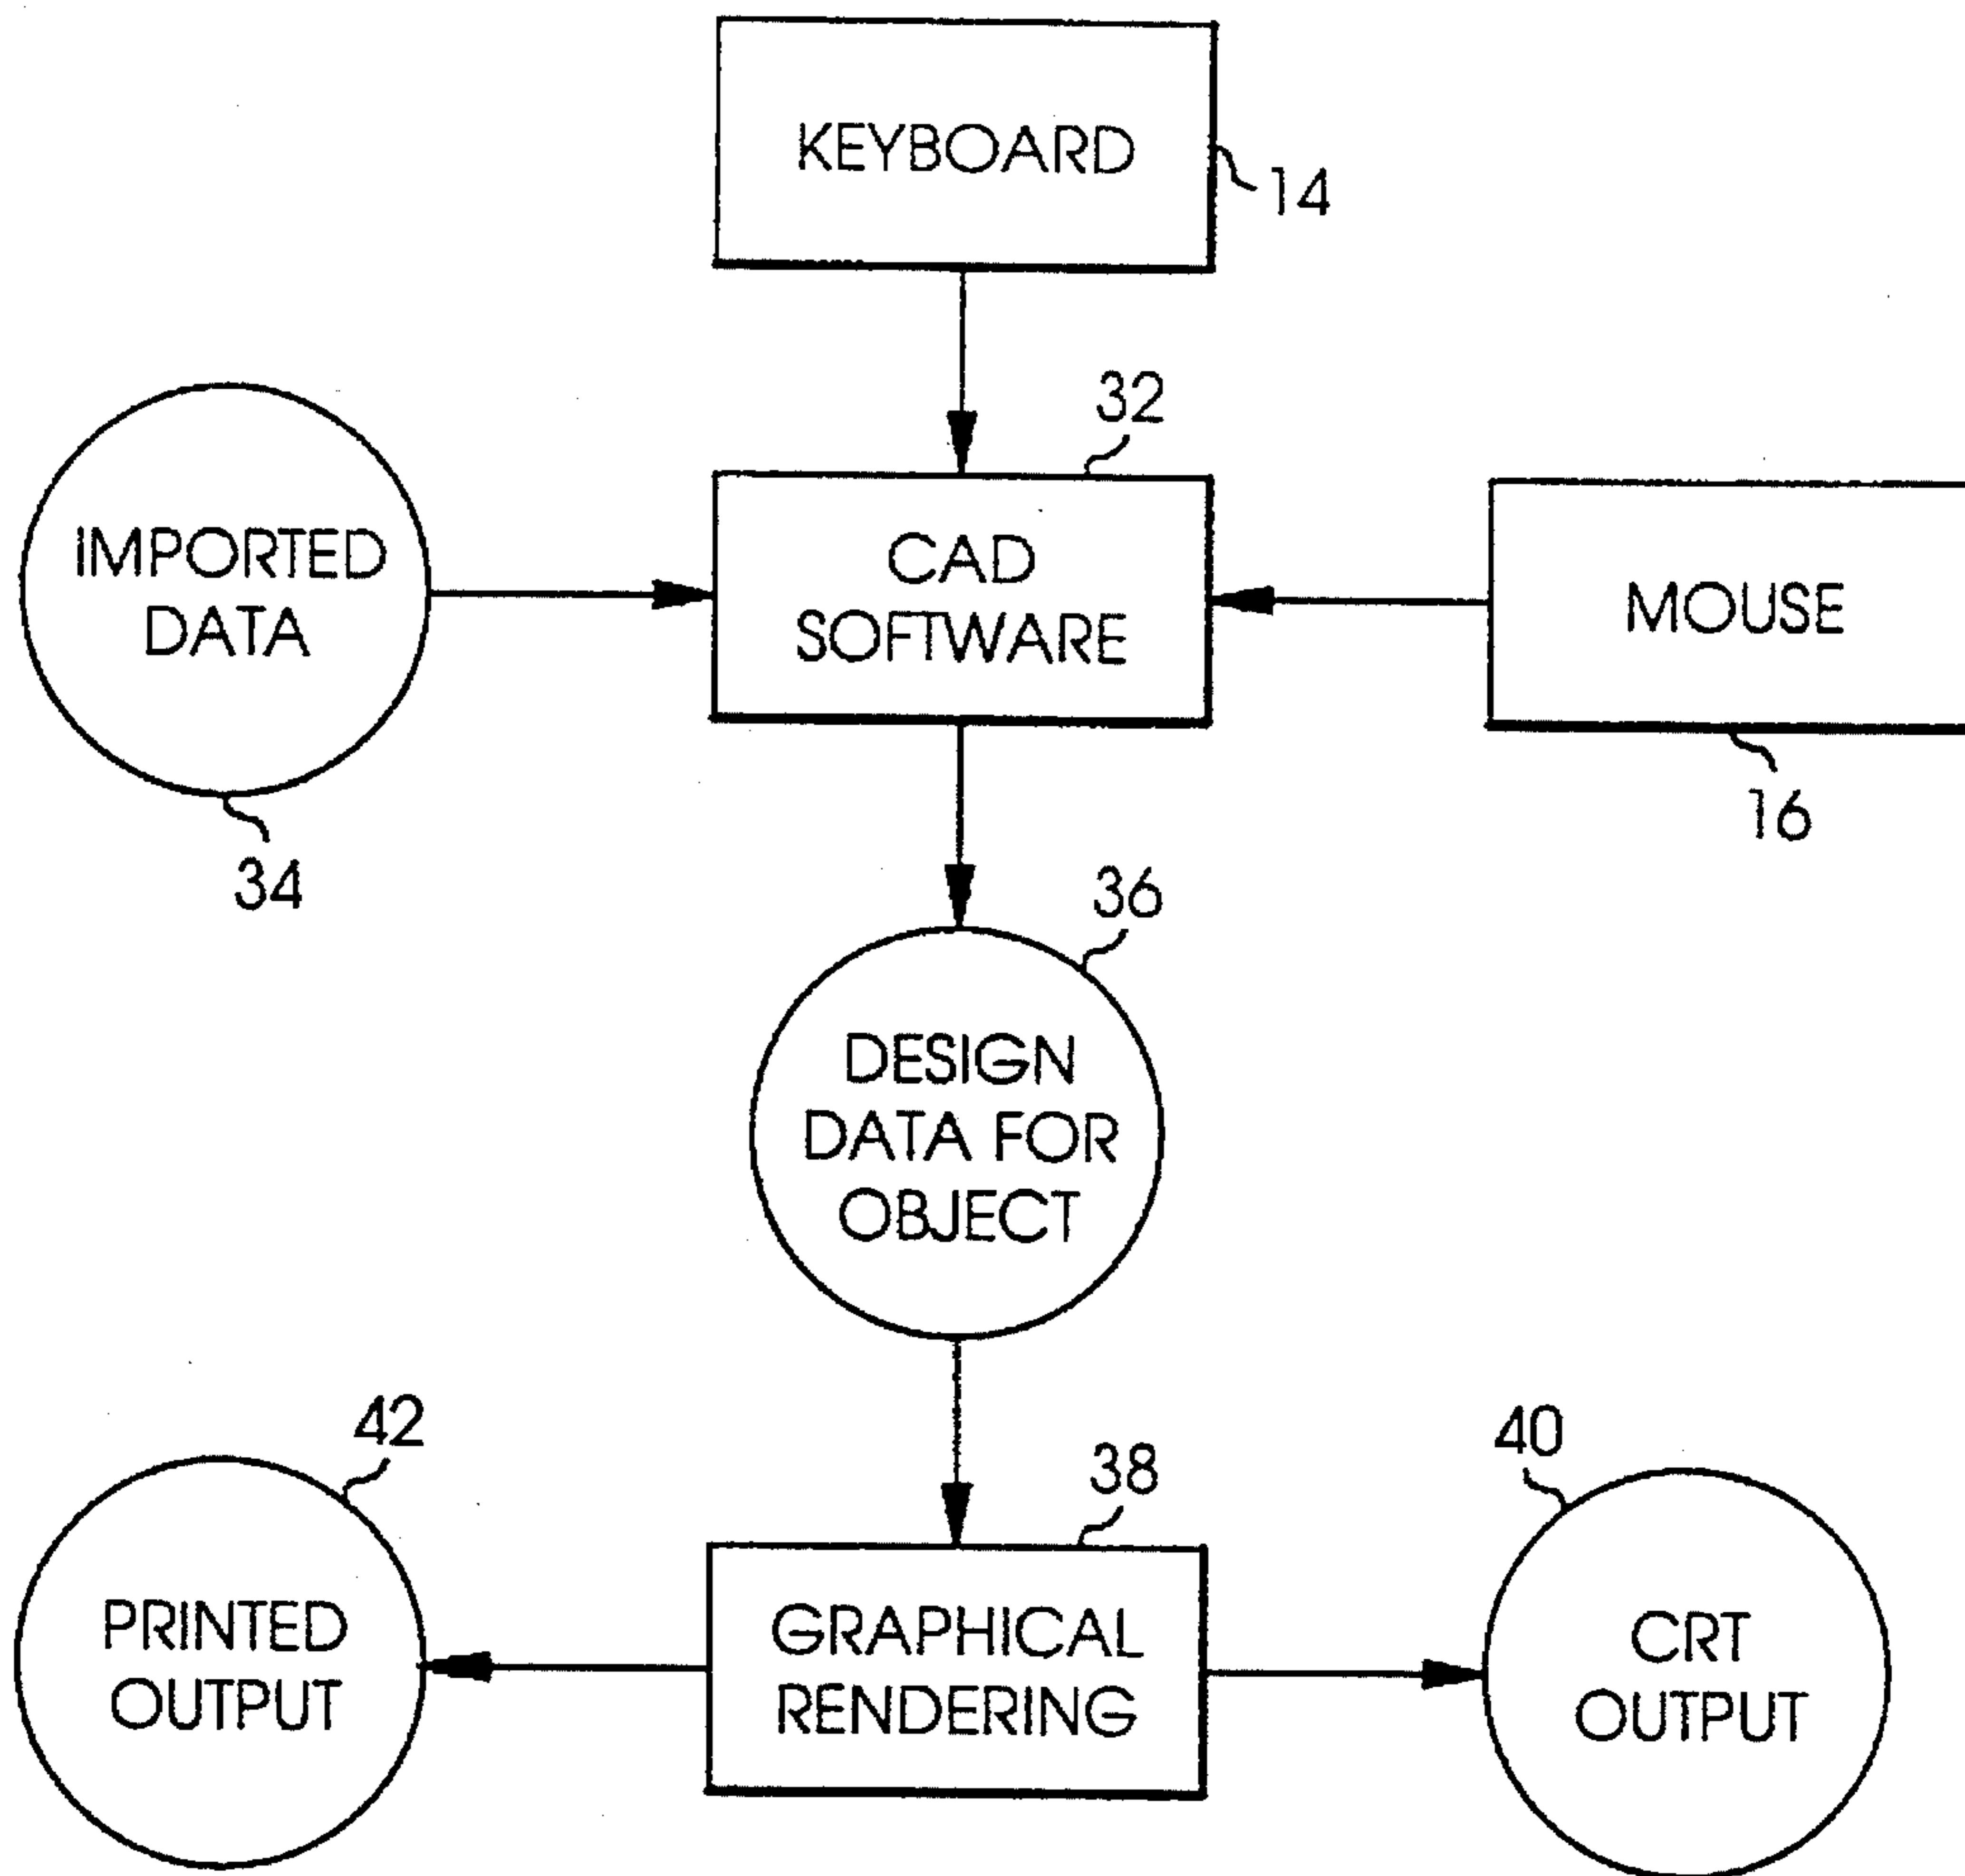 KEYBOARD
14
32
IMPORTED
DATA
34
CAD
SOFTWARE
MOUSE
16
36
DESIGN
DATA FOR
OBJECT
42
38
40
PRINTED
OUTPUT
GRAPHICAL
RENDERING
CRT
OUTPUT